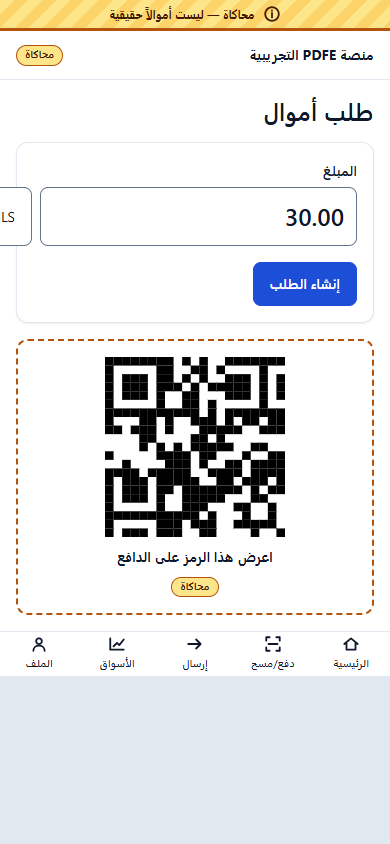 محاكاة — ليست أموالاً حقيقية
منصة PDFE التجريبية
محاكاة
طلب أموال
المبلغ
30.00
LS
إنشاء الطلب
اعرض هذا الرمز على الدافع
محاكاة
الرئيسية
دفع/مسح
إرسال
الأسواق
الملف